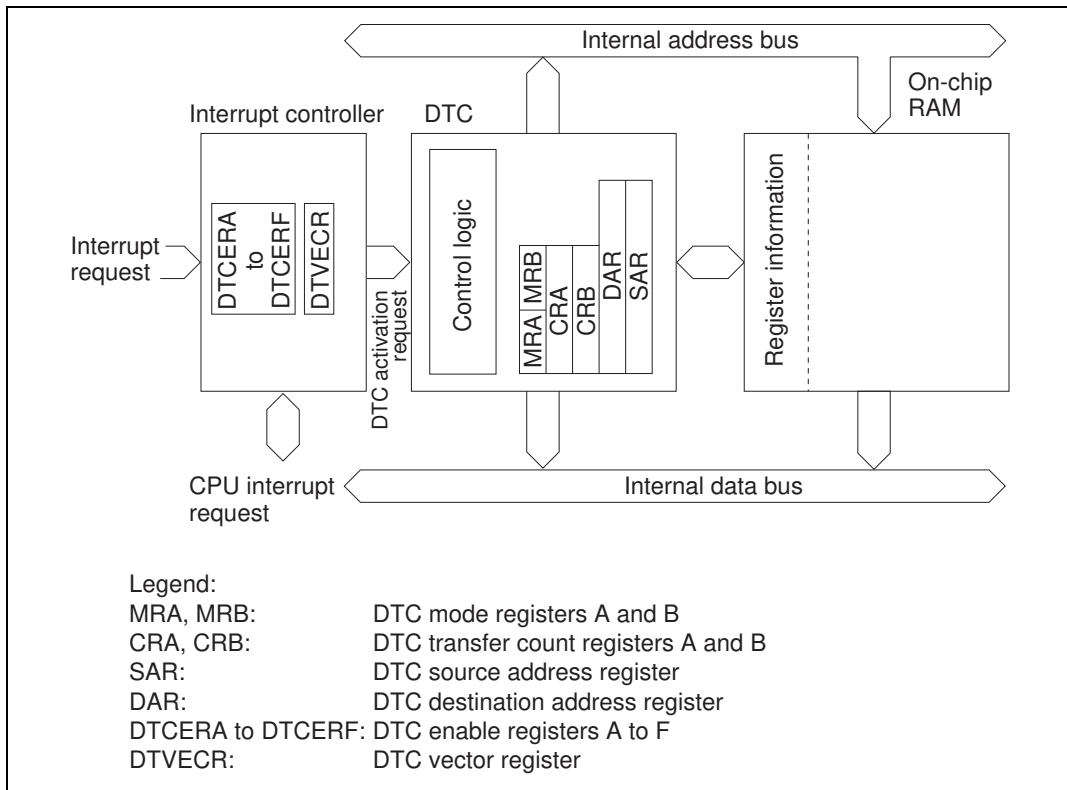 Internal address bus
On-chip
RAM
Interrupt controller
DTC
Interrupt
request
DTCERA
to
DTCERF
DTVECR
DTC activation
request
Control logic
MRA MRB
CRA
CRB
DAR
SAR
Register information
CPU interrupt
request
Internal data bus
Legend:
MRA, MRB: DTC mode registers A and B
CRA, CRB: DTC transfer count registers A and B
SAR: DTC source address register
DAR: DTC destination address register
DTCERA to DTCERF: DTC enable registers A to F
DTVECR: DTC vector register